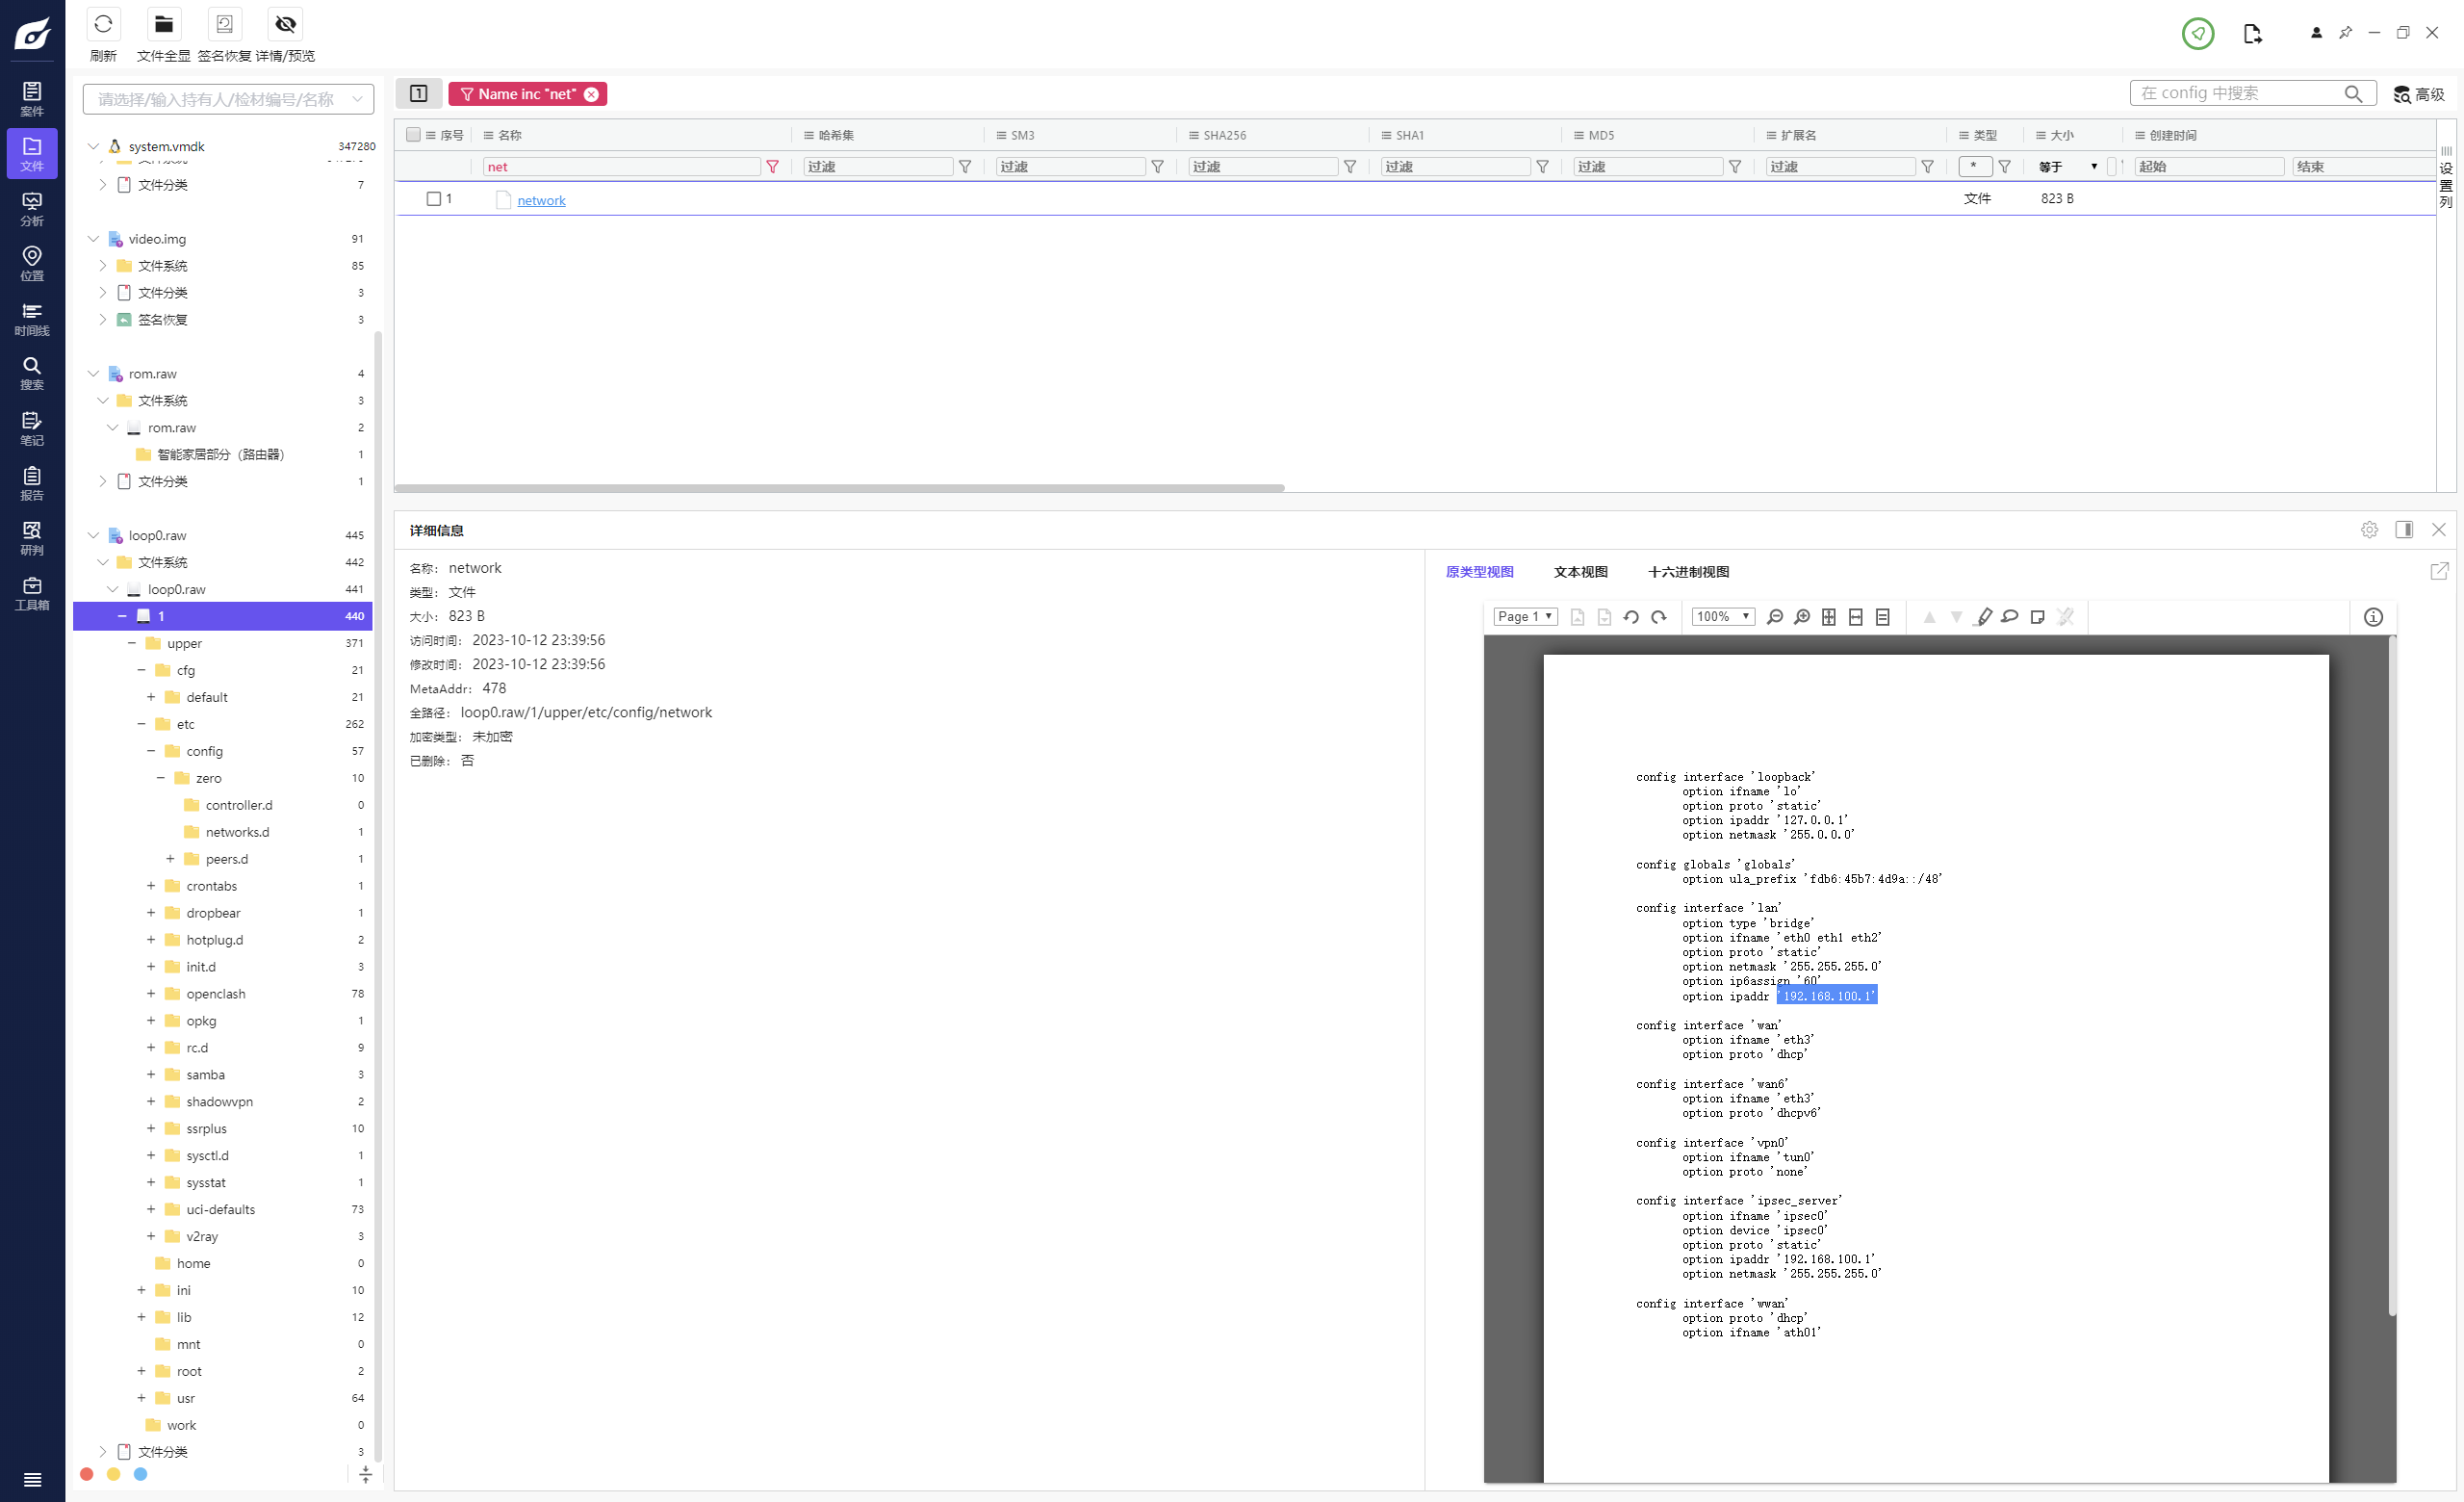 刷新
文件全显
签名恢复
详情/预览
案件
文件
分析
位置
时间线
搜索
笔记
报告
研判
工具箱
请选择/输入持有人/检材编号/名称
system.vmdk 347280
文件分类 7
video.img 91
文件系统 85
文件分类 3
签名恢复 3
rom.raw 4
文件系统 3
rom.raw 2
智能家居部分（路由器） 1
文件分类 1
loop0.raw 445
文件系统 442
loop0.raw 441
1 440
upper 371
cfg 21
default 21
etc 262
config 57
zero 10
controller.d 0
networks.d 1
peers.d 1
crontabs 1
dropbear 1
hotplug.d 2
init.d 3
openclash 78
opkg 1
rc.d 9
samba 3
shadowvpn 2
ssrplus 10
sysctl.d 1
sysstat 1
uci-defaults 73
v2ray 3
home 0
ini 10
lib 12
mnt 0
root 2
usr 64
work 0
文件分类 3
1
Name inc "net"
在 config 中搜索
高级
序号 名称 哈希集 SM3 SHA256 SHA1 MD5 扩展名 类型 大小 创建时间
net 过滤 过滤 过滤 过滤 过滤 过滤 * 等于 起始 结束
1 network 文件 823 B
设置列
详细信息
名称： network
类型： 文件
大小： 823 B
访问时间： 2023-10-12 23:39:56
修改时间： 2023-10-12 23:39:56
MetaAddr： 478
全路径： loop0.raw/1/upper/etc/config/network
加密类型： 未加密
已删除： 否
原类型视图 文本视图 十六进制视图
Page 1 100%
config interface 'loopback'
option ifname 'lo'
option proto 'static'
option ipaddr '127.0.0.1'
option netmask '255.0.0.0'
config globals 'globals'
option ula_prefix 'fdb6:45b7:4d9a::/48'
config interface 'lan'
option type 'bridge'
option ifname 'eth0 eth1 eth2'
option proto 'static'
option netmask '255.255.255.0'
option ip6assign '60'
option ipaddr '192.168.100.1'
config interface 'wan'
option ifname 'eth3'
option proto 'dhcp'
config interface 'wan6'
option ifname 'eth3'
option proto 'dhcpv6'
config interface 'vpn0'
option ifname 'tun0'
option proto 'none'
config interface 'ipsec_server'
option ifname 'ipsec0'
option device 'ipsec0'
option proto 'static'
option ipaddr '192.168.100.1'
option netmask '255.255.255.0'
config interface 'wwan'
option proto 'dhcp'
option ifname 'ath01'